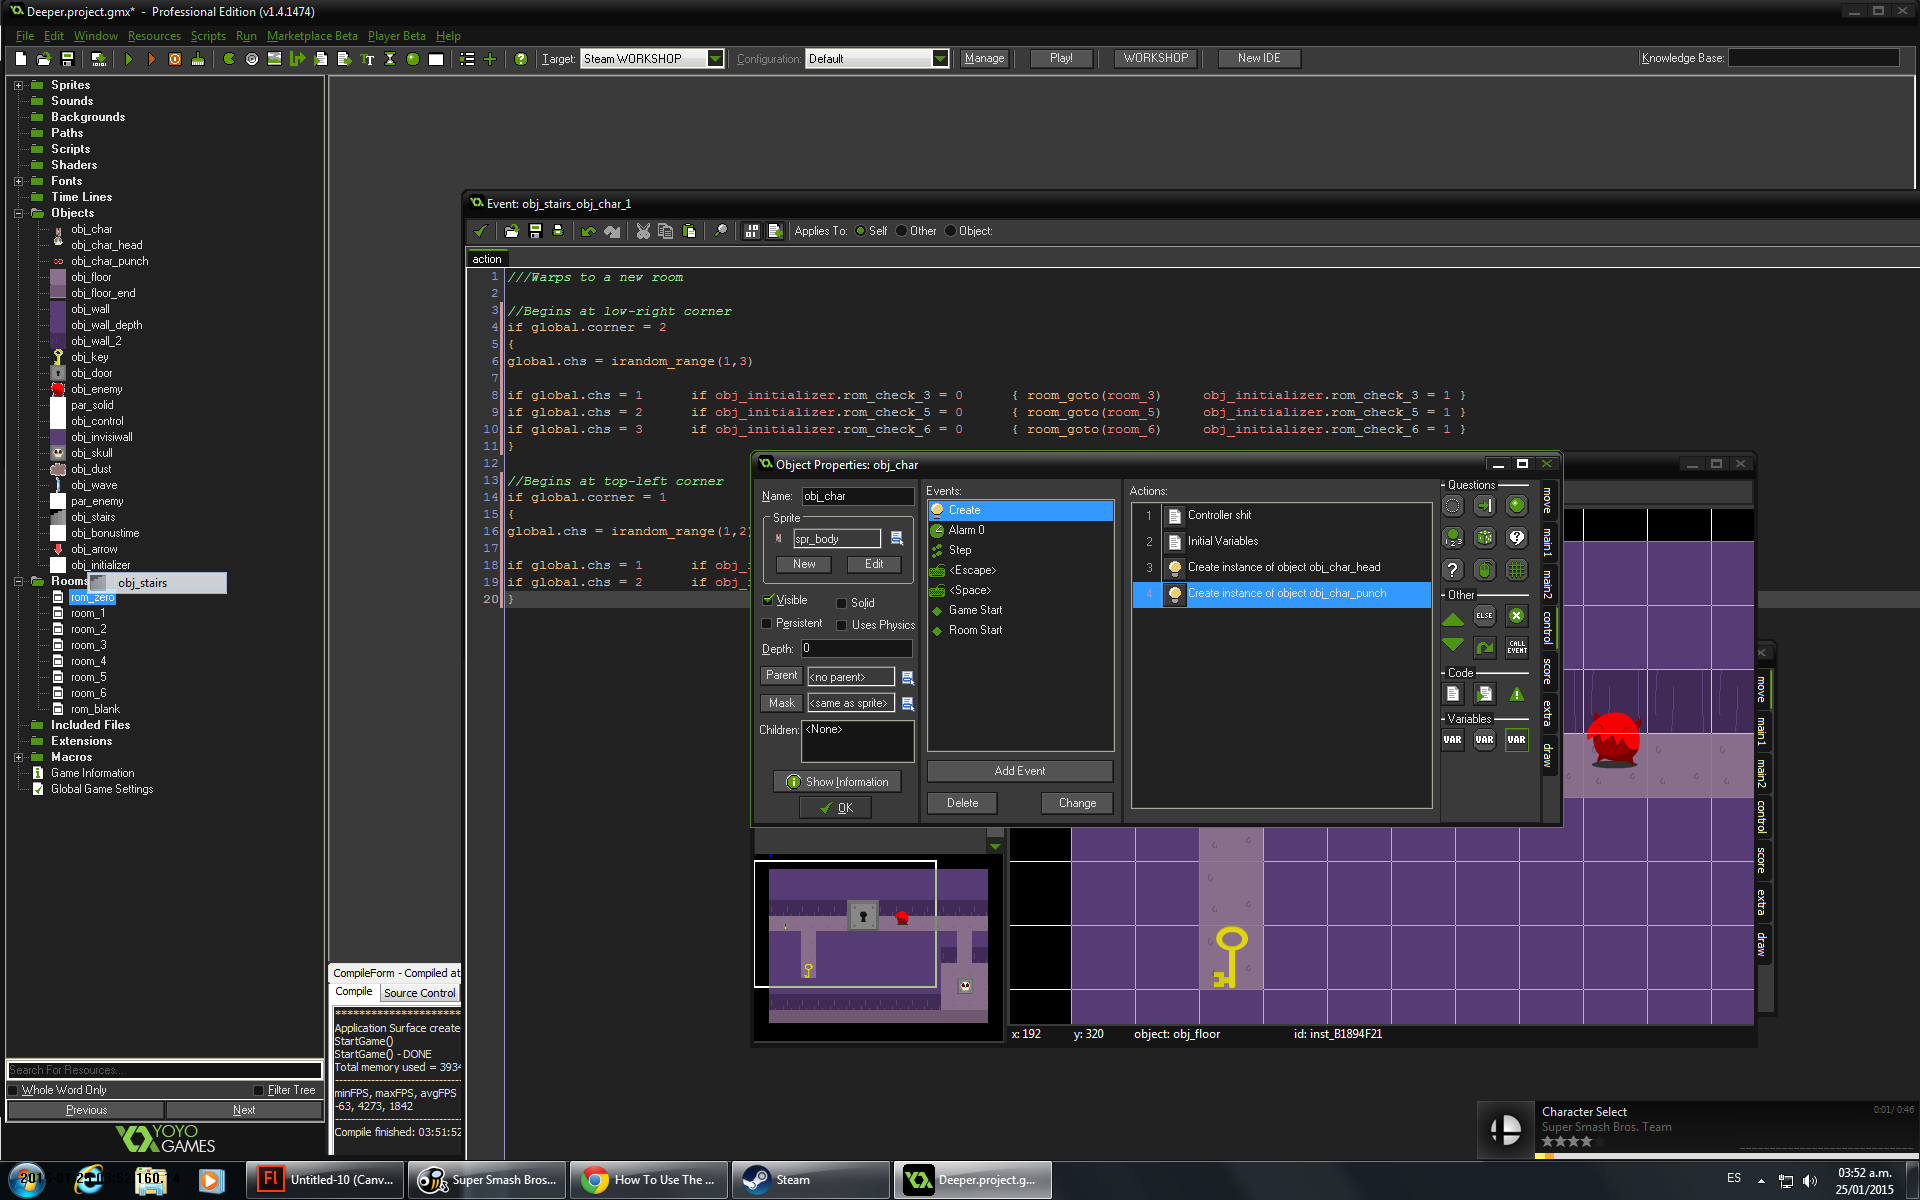 Deeper.project.gmx* - Professional Edition (v1.4.1474)
File Edit Window Resources Scripts Run Marketplace Beta Player Beta Help
Target: Steam WORKSHOP Configuration: Default Manage Play! WORKSHOP New IDE Knowledge Base:
Sprites
Sounds
Backgrounds
Paths
Scripts
Shaders
Fonts
Time Lines
Objects
obj_char
obj_char_head
obj_char_punch
obj_floor
obj_floor_end
obj_wall
obj_wall_depth
obj_wall_2
obj_key
obj_door
obj_enemy
par_solid
obj_control
obj_invisiwall
obj_skull
obj_dust
obj_wave
par_enemy
obj_stairs
obj_bonustime
obj_arrow
obj_initializer
Rooms
obj_stairs
rom_zero
room_1
room_2
room_3
room_4
room_5
room_6
rom_blank
Included Files
Extensions
Macros
Game Information
Global Game Settings
Search For Resources...
Whole Word Only Filter Tree
Previous Next
YOYO
GAMES
Event: obj_stairs_obj_char_1
Applies To: Self Other Object:
action
1 ///Warps to a new room
2
3 //Begins at low-right corner
4 if global.corner = 2
5 {
6 global.chs = irandom_range(1,3)
7
8 if global.chs = 1 if obj_initializer.rom_check_3 = 0 { room_goto(room_3) obj_initializer.rom_check_3 = 1 }
9 if global.chs = 2 if obj_initializer.rom_check_5 = 0 { room_goto(room_5) obj_initializer.rom_check_5 = 1 }
10 if global.chs = 3 if obj_initializer.rom_check_6 = 0 { room_goto(room_6) obj_initializer.rom_check_6 = 1 }
11 }
12
13 //Begins at top-left corner
14 if global.corner = 1
15 {
16 global.chs = irandom_range(1,2)
17
18 if global.chs = 1 if obj_i
19 if global.chs = 2 if obj_i
20 }
Object Properties: obj_char
Name: obj_char
Sprite
spr_body
New Edit
Visible Solid
Persistent Uses Physics
Depth: 0
Parent <no parent>
Mask <same as sprite>
Children: <None>
Show Information
OK
Events:
Create
Alarm 0
Step
<Escape>
<Space>
Game Start
Room Start
Add Event
Delete Change
Actions:
1 Controller shit
2 Initial Variables
3 Create instance of object obj_char_head
4 Create instance of object obj_char_punch
Questions
Other
ELSE
CALL EVENT
Code
Variables
VAR VAR VAR
move
main1
main2
control
score
extra
draw
move
main1
main2
control
score
extra
draw
x: 192 y: 320 object: obj_floor id: inst_B1894F21
CompileForm - Compiled at
Compile Source Control
Application Surface create
StartGame()
StartGame() - DONE
Total memory used = 3934
minFPS, maxFPS, avgFPS
-63, 4273, 1842
Compile finished: 03:51:52
Character Select 0:01/ 0:46
Super Smash Bros. Team
Untitled-10 (Canv...
Super Smash Bros...
How To Use The ...
Steam
Deeper.project.g...
ES
03:52 a.m.
25/01/2015